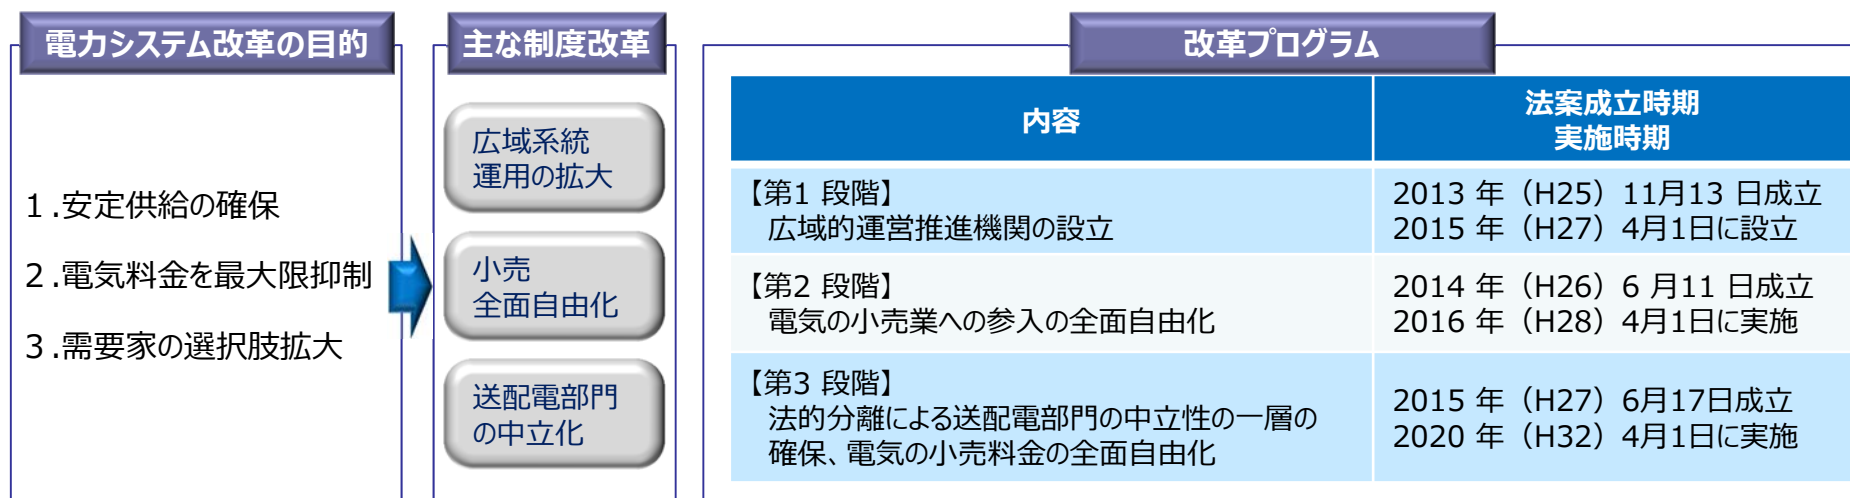 電力システム改革の目的
1.安定供給の確保
2.電気料金を最大限抑制
3.需要家の選択肢拡大
主な制度改革
広域系統
運用の拡大
小売
全面自由化
送配電部門
の中立化
改革プログラム
内容
法案成立時期
実施時期
【第1 段階】
広域的運営推進機関の設立
2013 年（H25）11月13 日成立
2015 年（H27）4月1日に設立
【第2 段階】
電気の小売業への参入の全面自由化
2014 年（H26）6 月11 日成立
2016 年（H28）4月1日に実施
【第3 段階】
法的分離による送配電部門の中立性の一層の
確保、電気の小売料金の全面自由化
2015 年（H27）6月17日成立
2020 年（H32）4月1日に実施